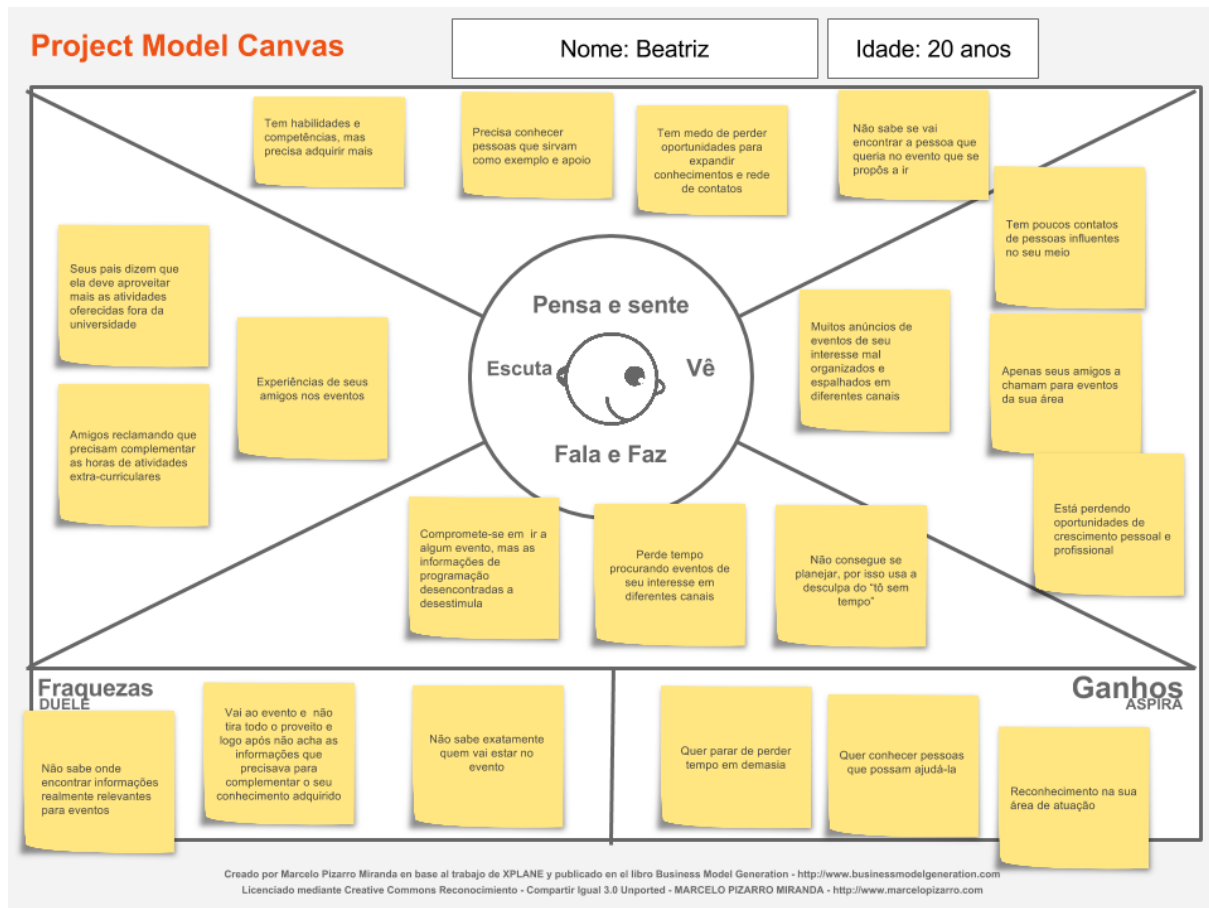 Project Model Canvas
Nome: Beatriz
Idade: 20 anos
Tem habilidades e
competências, mas
precisa adquirir mais
Precisa conhecer
pessoas que sirvam
como exemplo e apoio
Tem medo de perder
oportunidades para
expandir
conhecimentos e rede
de contatos
Não sabe se vai
encontrar a pessoa que
queria no evento que se
propôs a ir
Tem poucos contatos
de pessoas influentes
no seu meio
Seus pais dizem que
ela deve aproveitar
mais as atividades
oferecidas fora da
universidade
Experiências de seus
amigos nos eventos
Amigos reclamando que
precisam complementar
as horas de atividades
extra-curriculares
Pensa e sente
Escuta
Vê
Fala e Faz
Muitos anúncios de
eventos de seu
interesse mal
organizados e
espalhados em
diferentes canais
Apenas seus amigos a
chamam para eventos
da sua área
Está perdendo
oportunidades de
crescimento pessoal e
profissional
Compromete-se em ir a
algum evento, mas as
informações de
programação
desencontradas a
desestimula
Perde tempo
procurando eventos de
seu interesse em
diferentes canais
Não consegue se
planejar, por isso usa a
desculpa do “tô sem
tempo”
Fraquezas
DUELE
Não sabe onde
encontrar informações
realmente relevantes
para eventos
Vai ao evento e não
tira todo o proveito e
logo após não acha as
informações que
precisava para
complementar o seu
conhecimento adquirido
Não sabe exatamente
quem vai estar no
evento
Ganhos
ASPIRA
Quer parar de perder
tempo em demasia
Quer conhecer pessoas
que possam ajudá-la
Reconhecimento na sua
área de atuação
Creado por Marcelo Pizarro Miranda en base al trabajo de XPLANE y publicado en el libro Business Model Generation - http://www.businessmodelgeneration.com
Licenciado mediante Creative Commons Reconocimiento - Compartir Igual 3.0 Unported - MARCELO PIZARRO MIRANDA - http://www.marcelopizarro.com